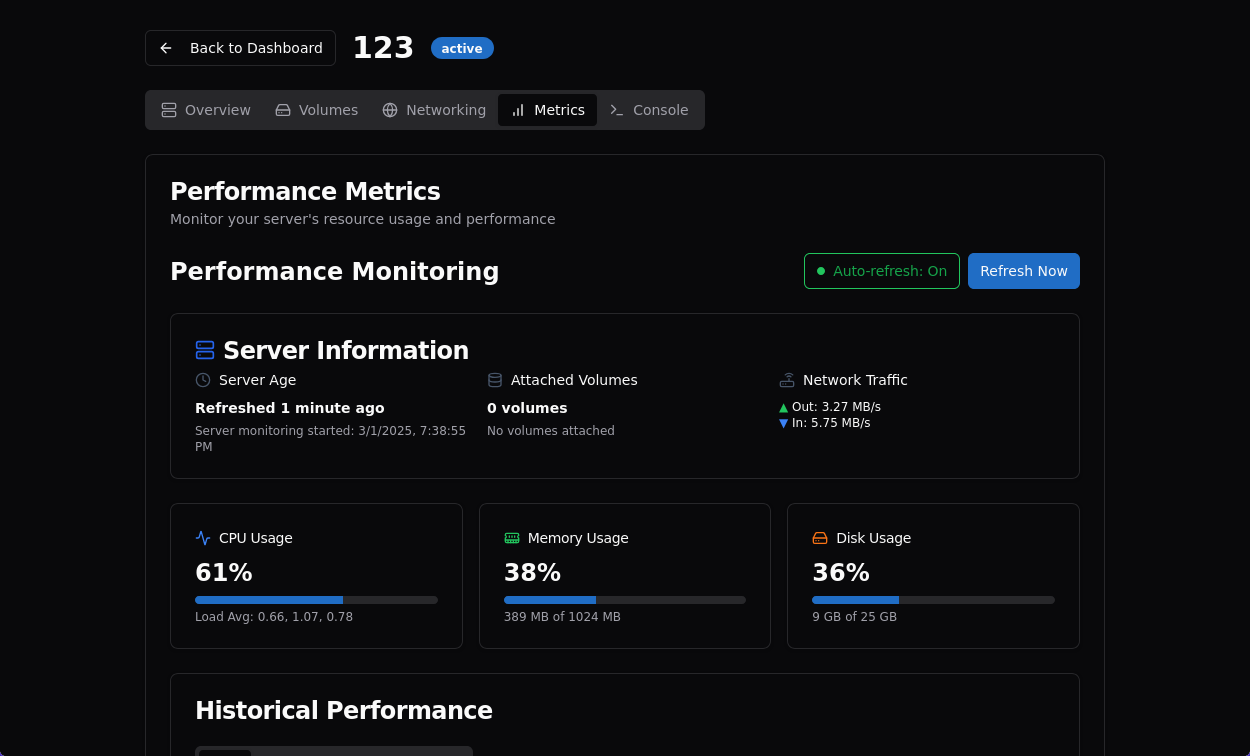 Back to Dashboard
123
active
Overview
Volumes
Networking
Metrics
Console
Performance Metrics
Monitor your server's resource usage and performance
Performance Monitoring
Auto-refresh: On
Refresh Now
Server Information
Server Age
Refreshed 1 minute ago
Server monitoring started: 3/1/2025, 7:38:55
PM
Attached Volumes
0 volumes
No volumes attached
Network Traffic
▲ Out: 3.27 MB/s
▼ In: 5.75 MB/s
CPU Usage
61%
Load Avg: 0.66, 1.07, 0.78
Memory Usage
38%
389 MB of 1024 MB
Disk Usage
36%
9 GB of 25 GB
Historical Performance